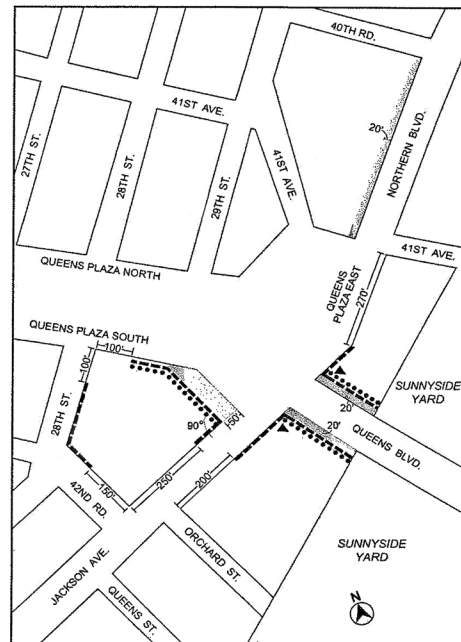 40TH RD.
41ST AVE.
20'
NORTHERN BLVD.
27TH ST.
28TH ST.
29TH ST.
41ST AVE.
QUEENS PLAZA NORTH
41ST AVE.
QUEENS
PLAZA EAST
270'
QUEENS PLAZA SOUTH
100'
100'
SUNNYSIDE
YARD
20'
QUEENS BLVD.
50'
20'
90°
28TH ST.
250'
200'
150'
42ND RD.
ORCHARD ST.
SUNNYSIDE
YARD
JACKSON AVE.
QUEENS ST.
N